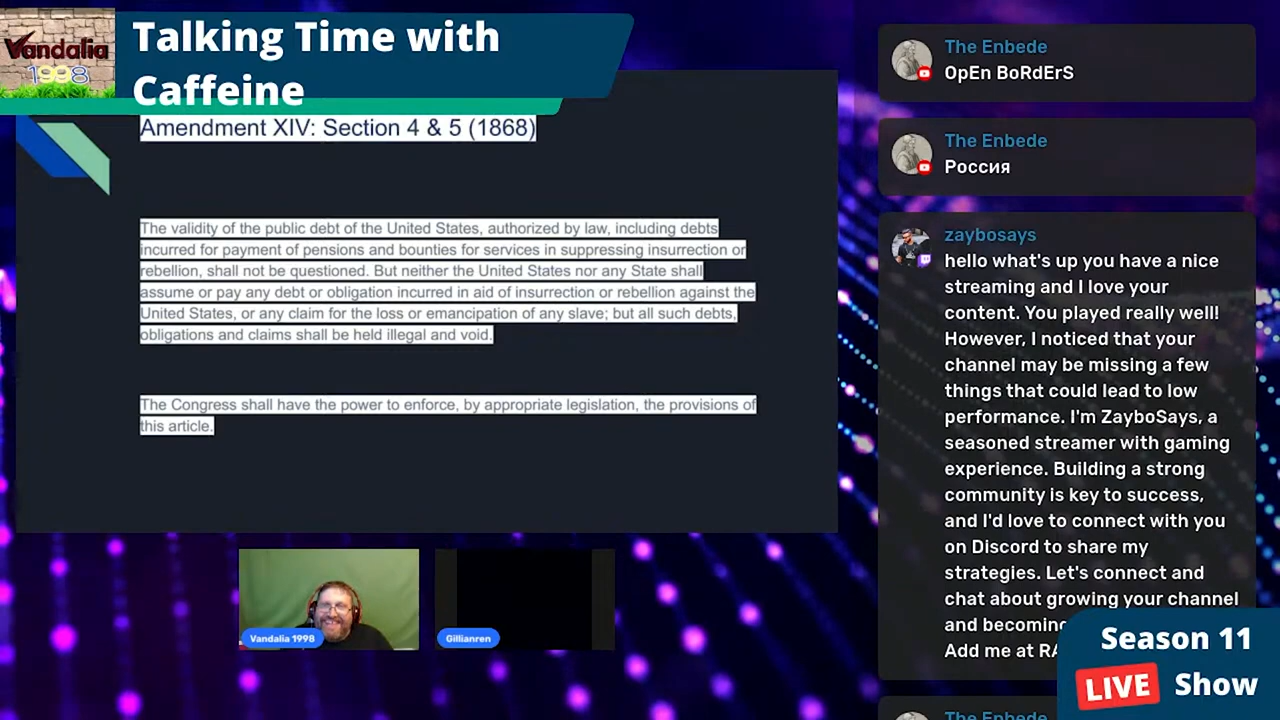 Vandalia
1998
Talking Time with
Caffeine
Amendment XIV: Section 4 & 5 (1868)
The validity of the public debt of the United States, authorized by law, including debts
incurred for payment of pensions and bounties for services in suppressing insurrection or
rebellion, shall not be questioned. But neither the United States nor any State shall
assume or pay any debt or obligation incurred in aid of insurrection or rebellion against the
United States, or any claim for the loss or emancipation of any slave; but all such debts,
obligations and claims shall be held illegal and void.
The Congress shall have the power to enforce, by appropriate legislation, the provisions of
this article.
Vandalia 1998
Gillianren
The Enbede
OpEn BoRdErS
The Enbede
Россия
zaybosays
hello what's up you have a nice
streaming and I love your
content. You played really well!
However, I noticed that your
channel may be missing a few
things that could lead to low
performance. I'm ZayboSays, a
seasoned streamer with gaming
experience. Building a strong
community is key to success,
and I'd love to connect with you
on Discord to share my
strategies. Let's connect and
chat about growing your channel
and becoming
Add me at RA
The Enbede
Season 11
LIVE Show